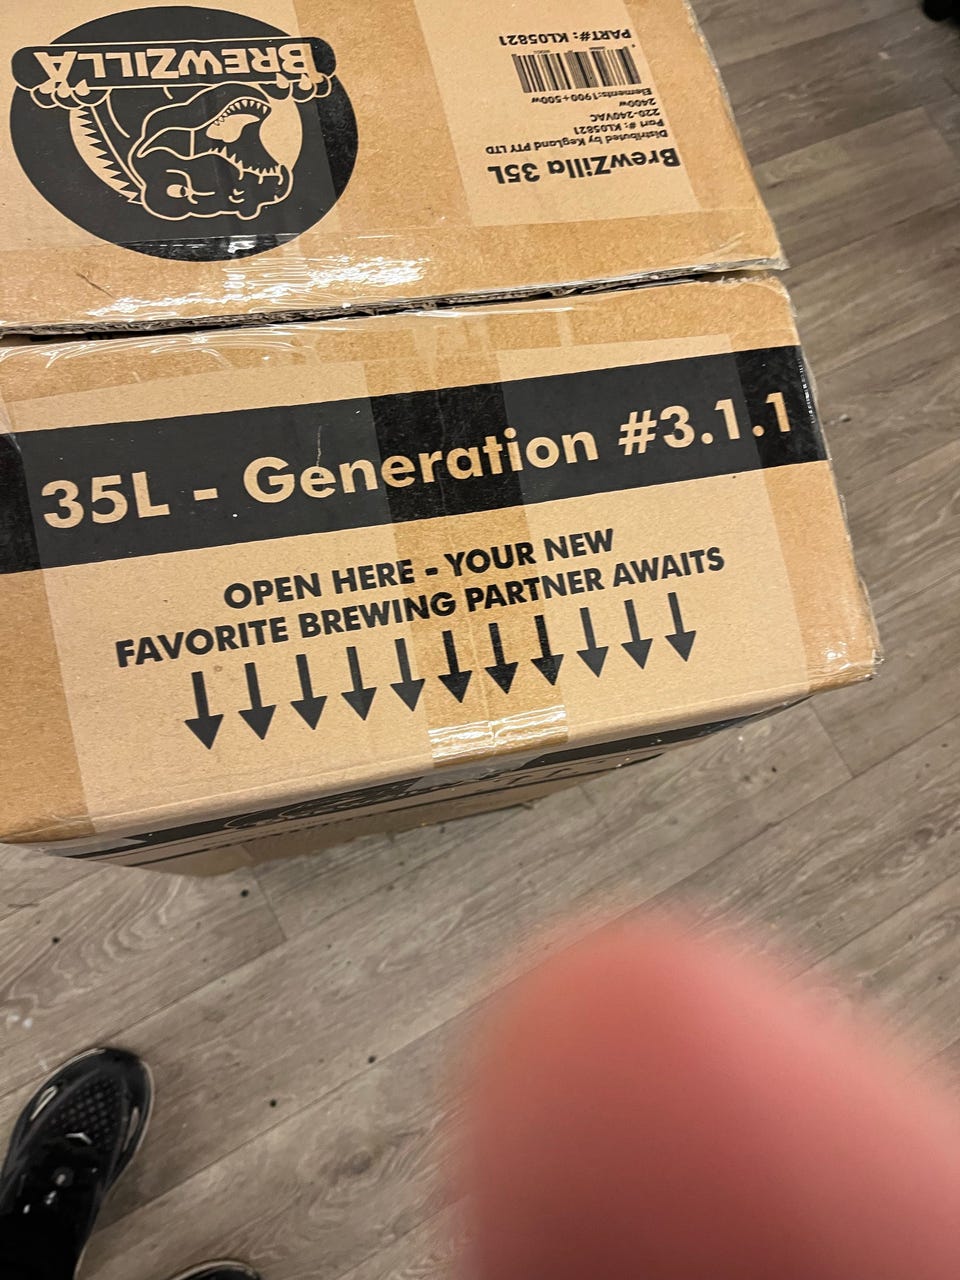 BREWZILLA
BrewZilla 35L
Distributed by KegLand PTY LTD
Part #: KL05821
220-240VAC
2400w
Elements:1900+500w
PART#: KL05821
35L - Generation #3.1.1
OPEN HERE - YOUR NEW
FAVORITE BREWING PARTNER AWAITS